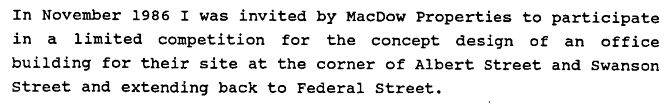 In November 1986 I was invited by MacDow Properties to participate
in a limited competition for the concept design of an office
building for their site at the corner of Albert Street and Swanson
Street and extending back to Federal Street.